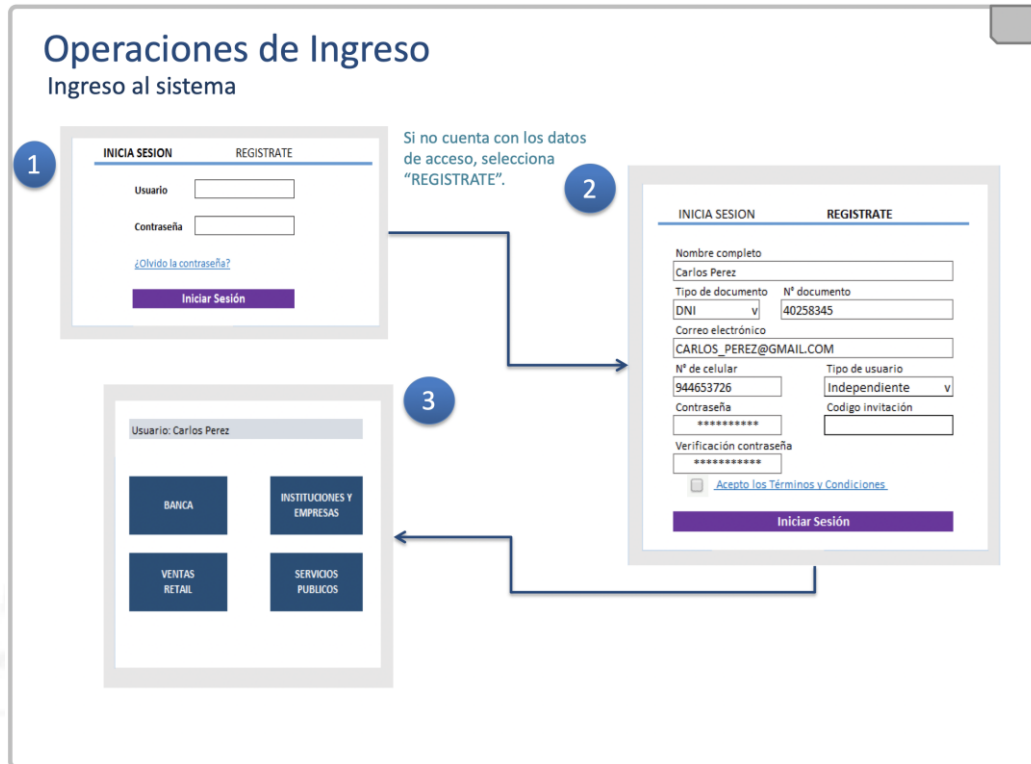 Operaciones de Ingreso
Ingreso al sistema
1
INICIA SESION REGISTRATE
Usuario
Contraseña
¿Olvido la contraseña?
Iniciar Sesión
Si no cuenta con los datos
de acceso, selecciona
“REGISTRATE”.
2
INICIA SESION REGISTRATE
Nombre completo
Carlos Perez
Tipo de documento N° documento
DNI v 40258345
Correo electrónico
CARLOS_PEREZ@GMAIL.COM
N° de celular Tipo de usuario
944653726 Independiente v
Contraseña Codigo invitación
**********
Verificación contraseña
***********
Acepto los Términos y Condiciones
Iniciar Sesión
3
Usuario: Carlos Perez
BANCA
INSTITUCIONES Y
EMPRESAS
VENTAS
RETAIL
SERVICIOS
PUBLICOS